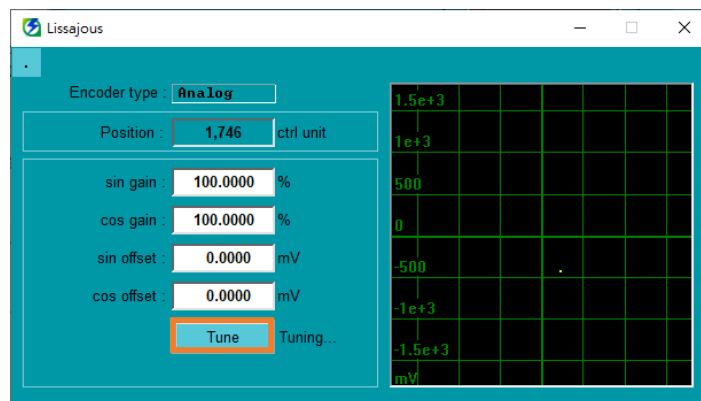 Lissajous
.
Encoder type : Analog
Position : 1,746 ctrl unit
sin gain : 100.0000 %
cos gain : 100.0000 %
sin offset : 0.0000 mV
cos offset : 0.0000 mV
Tune Tuning...
1.5e+3
1e+3
500
0
-500
-1e+3
-1.5e+3
mV